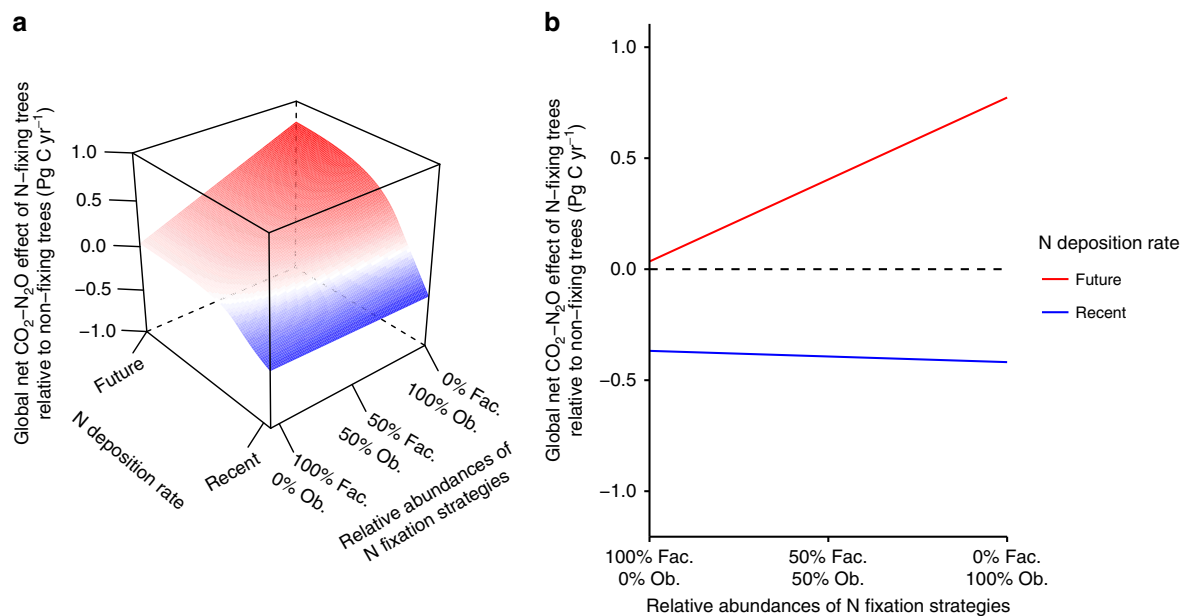 a
Global net CO₂–N₂O effect of N–fixing trees
relative to non–fixing trees (Pg C yr⁻¹)
1.0
0.5
0.0
−0.5
−1.0
Future
N deposition rate
Recent
100% Fac.
0% Ob.
50% Fac.
50% Ob.
0% Fac.
100% Ob.
Relative abundances of
N fixation strategies
b
Global net CO₂–N₂O effect of N–fixing trees
relative to non–fixing trees (Pg C yr⁻¹)
1.0
0.5
0.0
−0.5
−1.0
100% Fac.
0% Ob.
50% Fac.
50% Ob.
0% Fac.
100% Ob.
Relative abundances of N fixation strategies
N deposition rate
Future
Recent